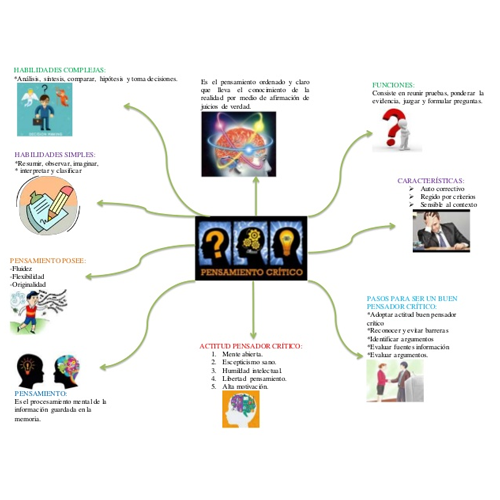 HABILIDADES COMPLEJAS:
*Análisis, síntesis, comparar, hipótesis y toma decisiones.
Es el pensamiento ordenado y claro
que lleva el conocimiento de la
realidad por medio de afirmación de
juicios de verdad.
FUNCIONES:
Consiste en reunir pruebas, ponderar la
evidencia, juzgar y formular preguntas.
HABILIDADES SIMPLES:
*Resumir, observar, imaginar,
* interpretar y clasificar
CARACTERÍSTICAS:
➢ Auto correctivo
➢ Regido por criterios
➢ Sensible al contexto
PENSAMIENTO CRÍTICO
PENSAMIENTO POSEE:
-Fluidez
-Flexibilidad
-Originalidad
PASOS PARA SER UN BUEN
PENSADOR CRÍTICO:
*Adoptar actitud buen pensador
crítico
*Reconocer y evitar barreras
*Identificar argumentos
*Evaluar fuentes información
*Evaluar argumentos.
ACTITUD PENSADOR CRÍTICO:
1. Mente abierta.
2. Escepticismo sano.
3. Humildad intelectual.
4. Libertad pensamiento.
5. Alta motivación.
PENSAMIENTO:
Es el procesamiento mental de la
información guardada en la
memoria.